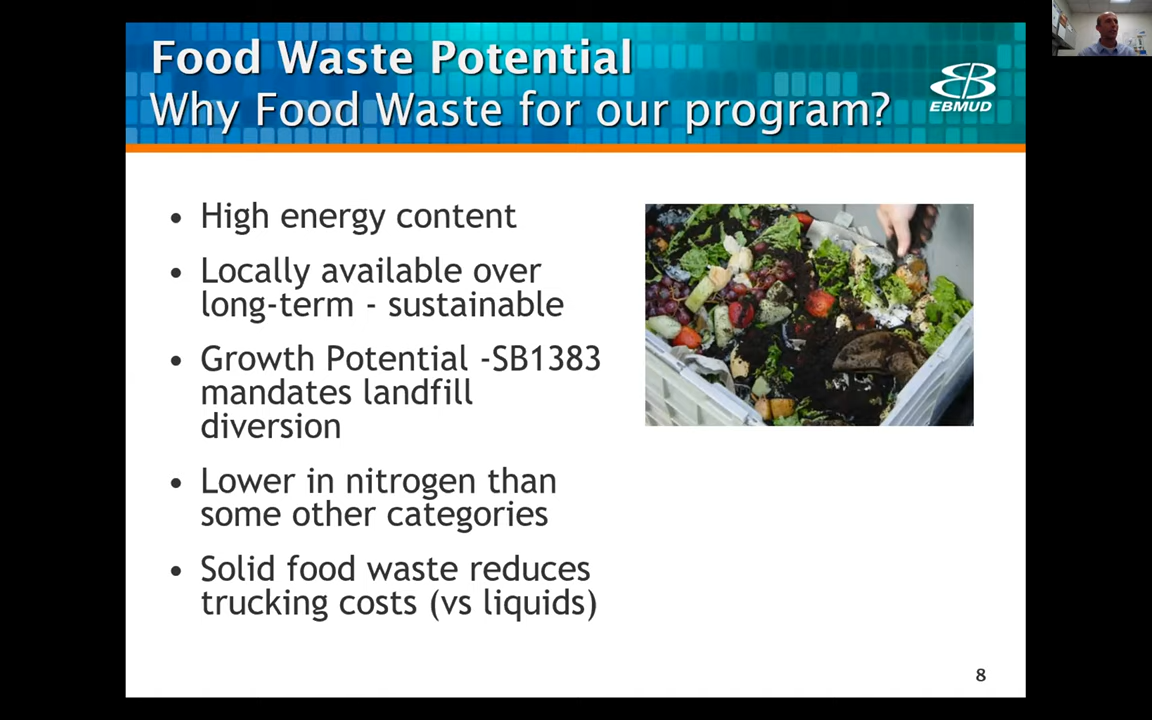 Food Waste Potential
Why Food Waste for our program?
EBMUD
• High energy content
• Locally available over
long-term - sustainable
• Growth Potential -SB1383
mandates landfill
diversion
• Lower in nitrogen than
some other categories
• Solid food waste reduces
trucking costs (vs liquids)
8